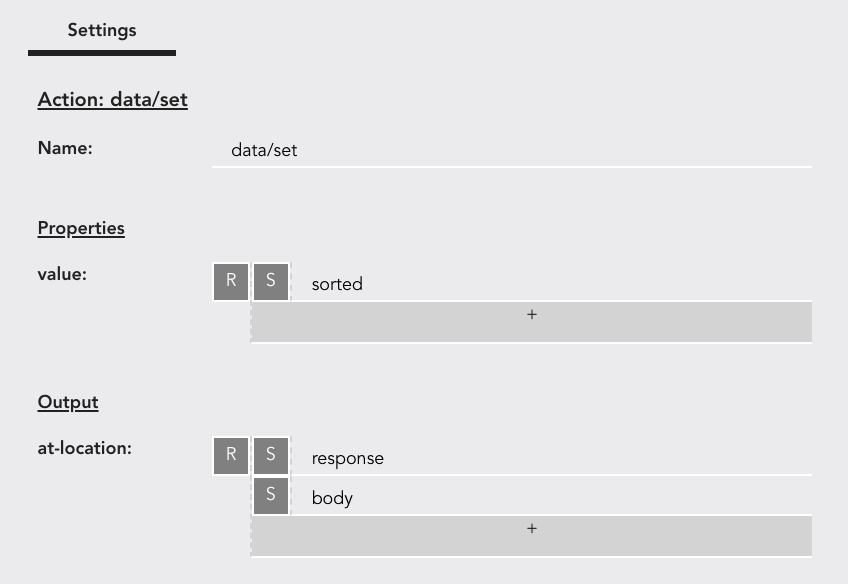 Settings
Action: data/set
Name: data/set
Properties
value: R S sorted
+
Output
at-location: R S response
S body
+